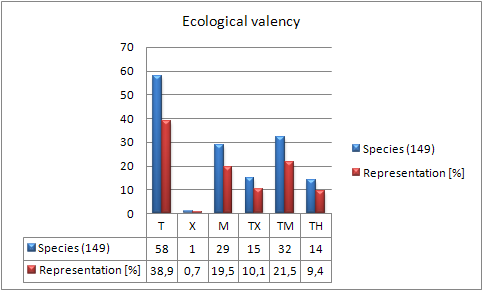 Ecological valency
70
60
50
40
30
20
10
0
Species (149)
Representation [%]
T X M TX TM TH
Species (149) 58 1 29 15 32 14
Representation [%] 38,9 0,7 19,5 10,1 21,5 9,4